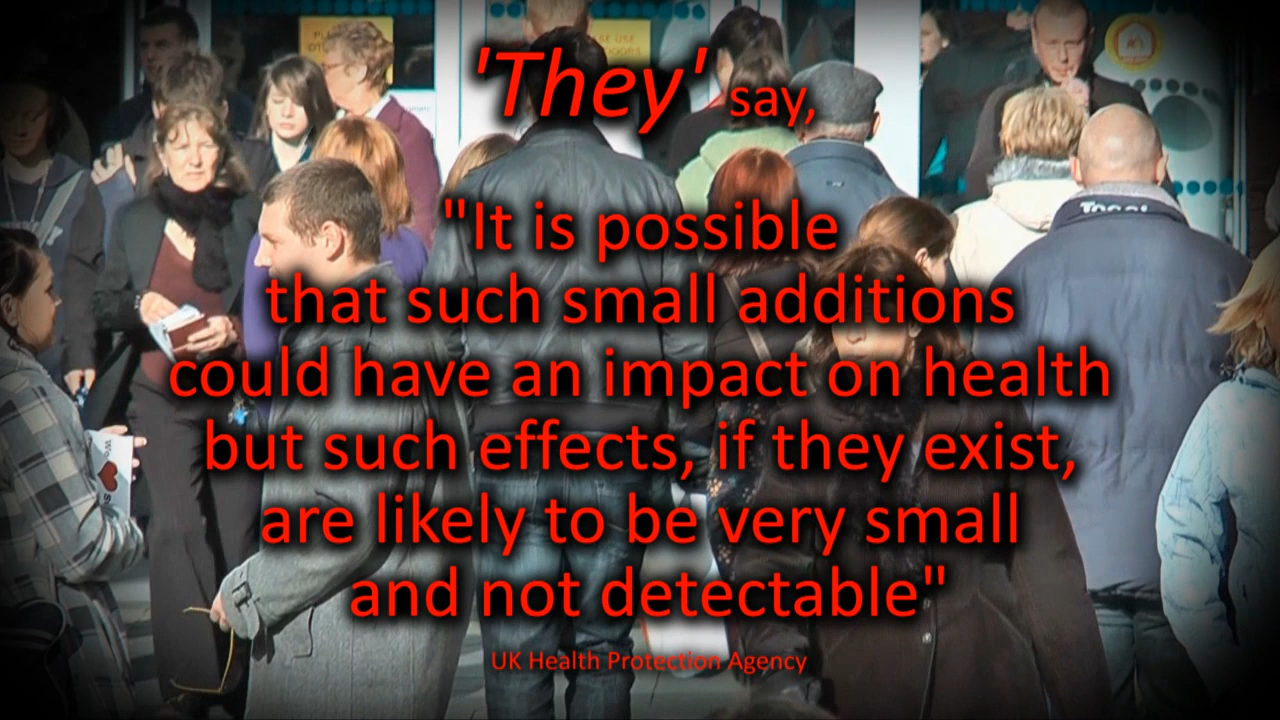 'They' say,
"It is possible
that such small additions
could have an impact on health
but such effects, if they exist,
are likely to be very small
and not detectable"
UK Health Protection Agency